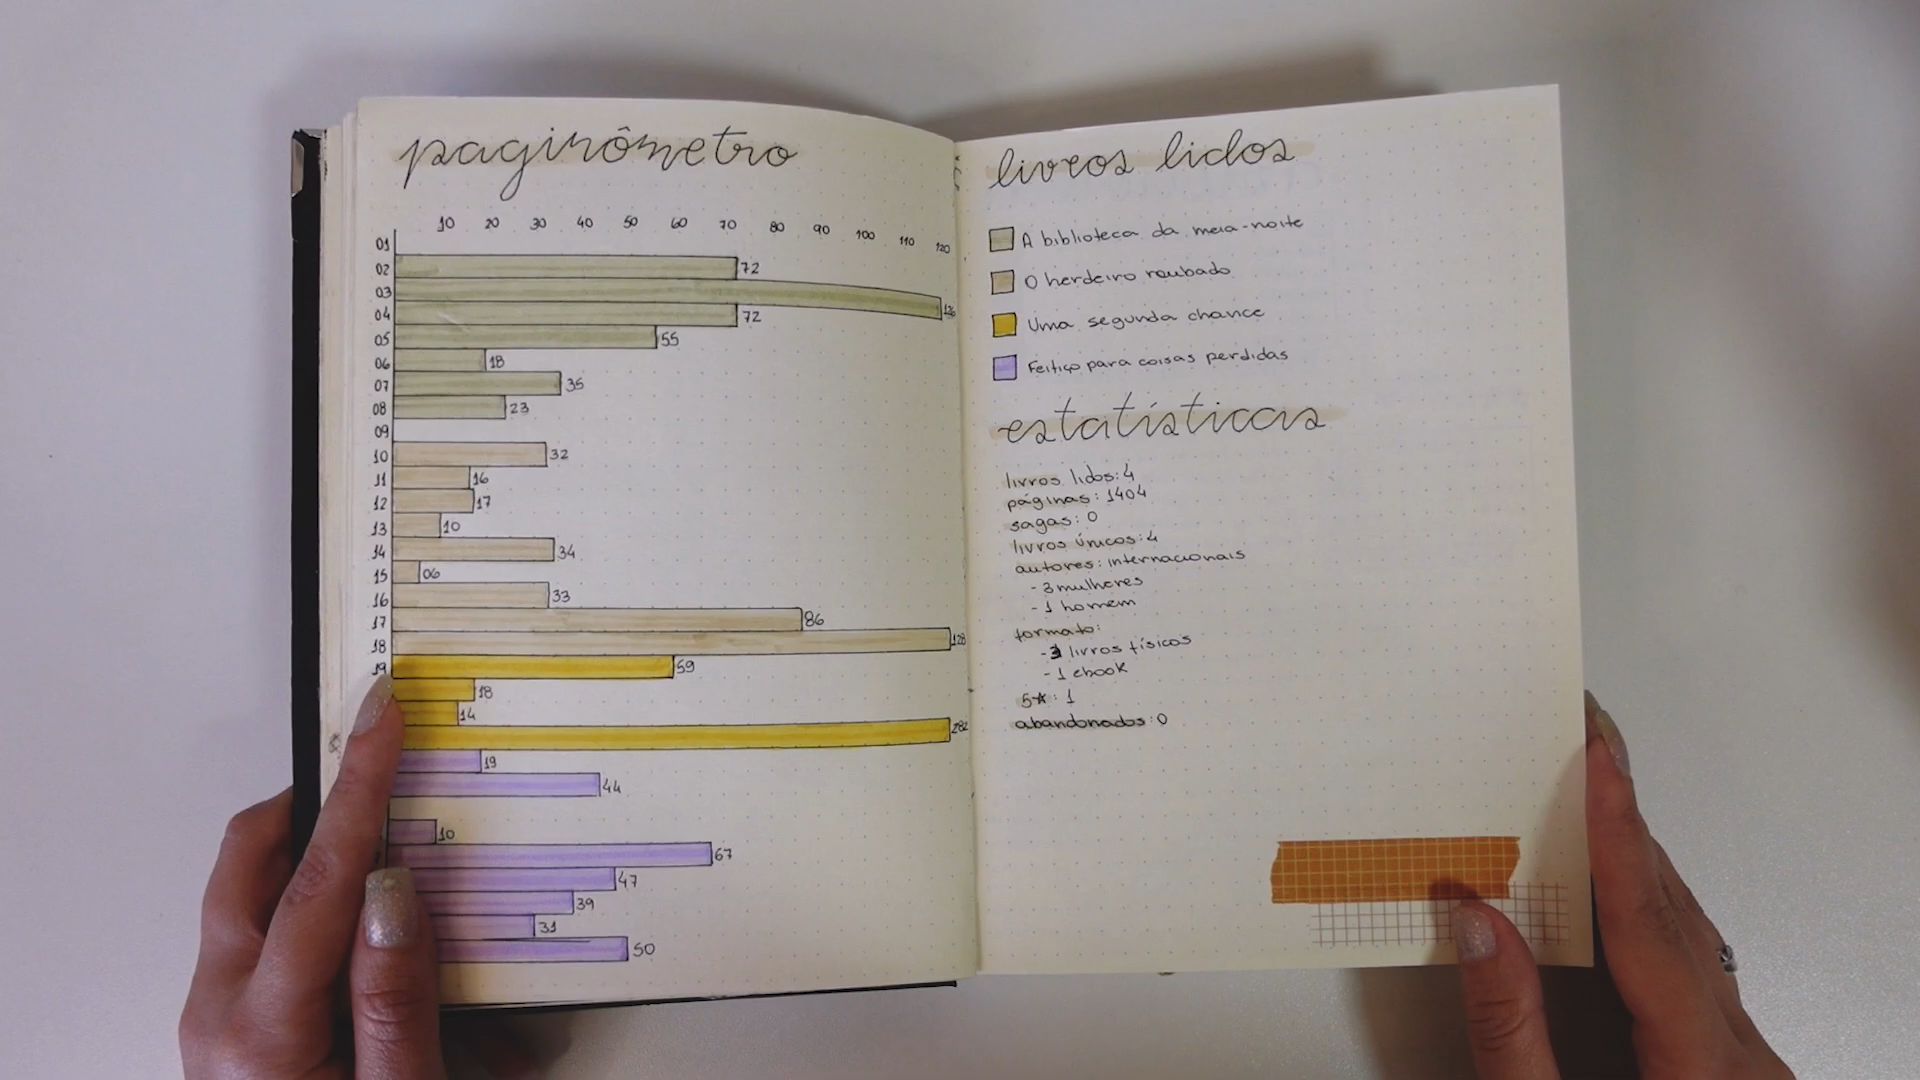 paginômetro
10 20 30 40 50 60 70 80 90 100 110 120
01
02 72
03 126
04 72
05 55
06 18
07 35
08 23
09
10 32
11 16
12 17
13 10
14 34
15 06
16 33
17 86
18 128
19 59
18
14
282
19
44
10
67
47
39
31
50
livros lidos
A biblioteca da meia-noite
O herdeiro roubado
Uma segunda chance
Feitiço para coisas perdidas
estatísticas
livros lidos: 4
páginas: 1404
sagas: 0
livros únicos: 4
autores: internacionais
- 3 mulheres
- 1 homem
formato:
- 3 livros físicos
- 1 ebook
5★: 1
abandonados: 0